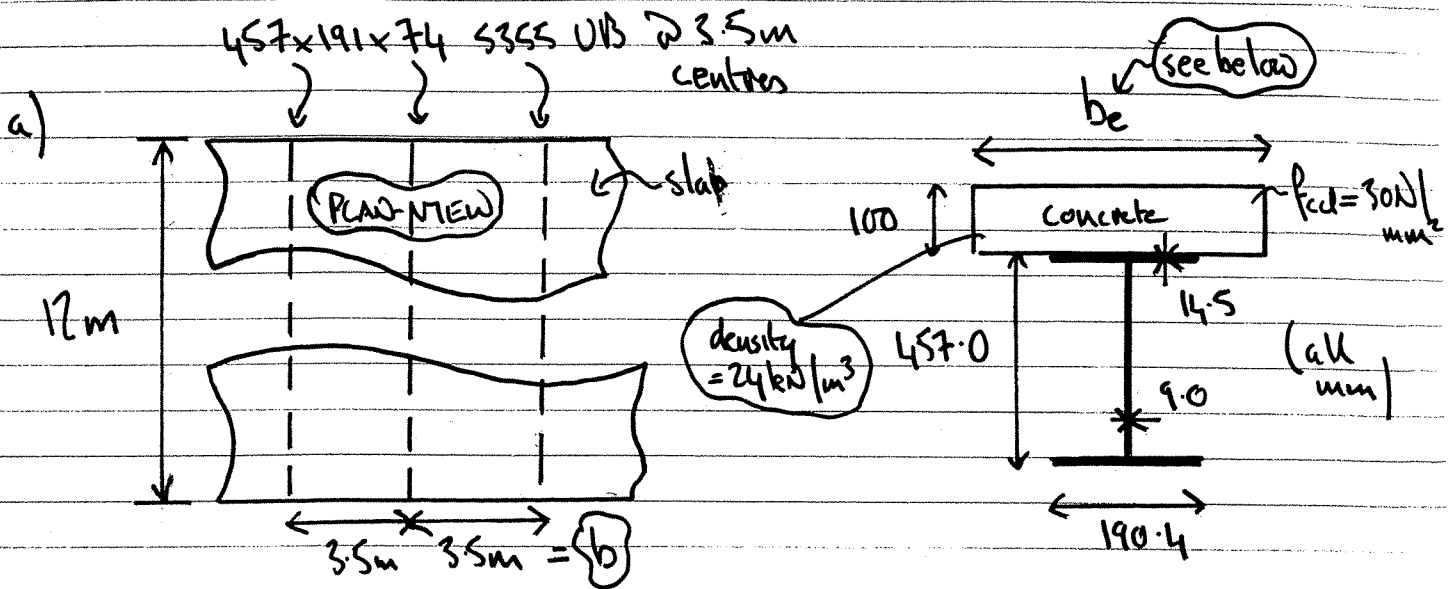 457x191x74 S355 UB @ 3.5m
centres
see below
a)
be
slab
PLAN-VIEW
100
concrete
fccd=30N/
mm2
14.5
12m
density
=24kN/m3
457.0
(all
mm)
9.0
3.5m 3.5m = b
190.4